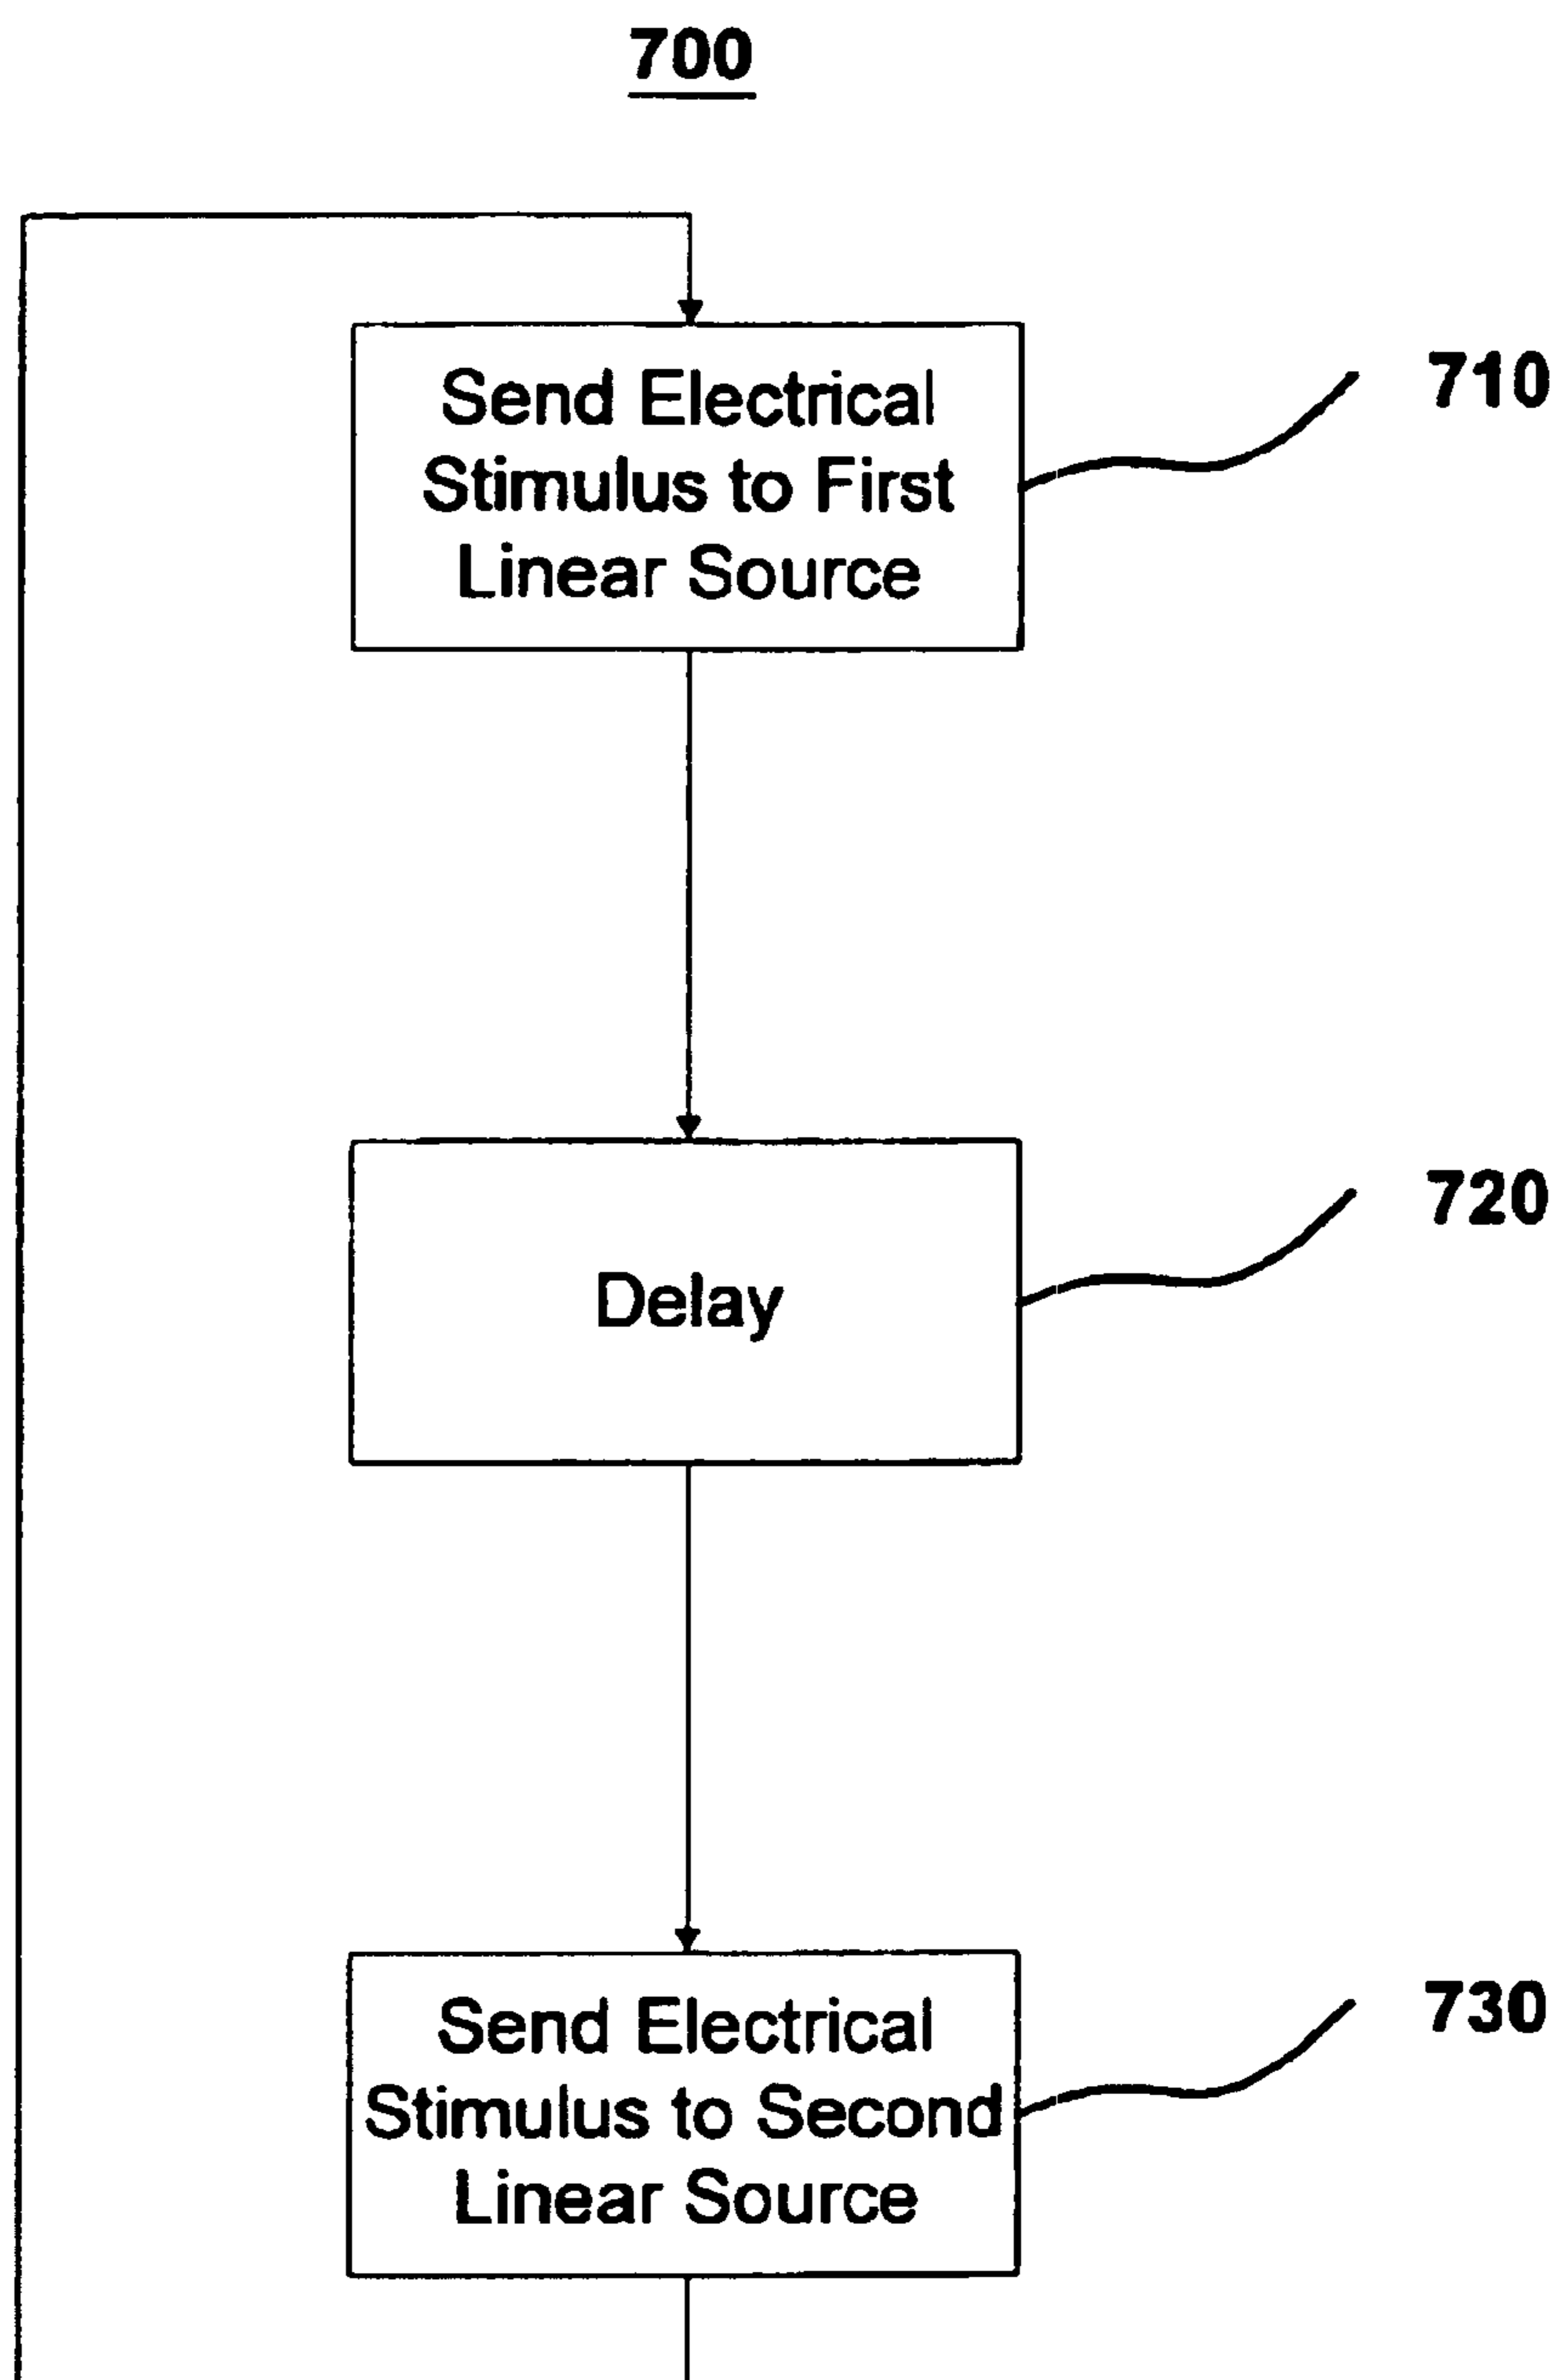 700
Send Electrical
Stimulus to First
Linear Source
710
Delay
720
Send Electrical
Stimulus to Second
Linear Source
730